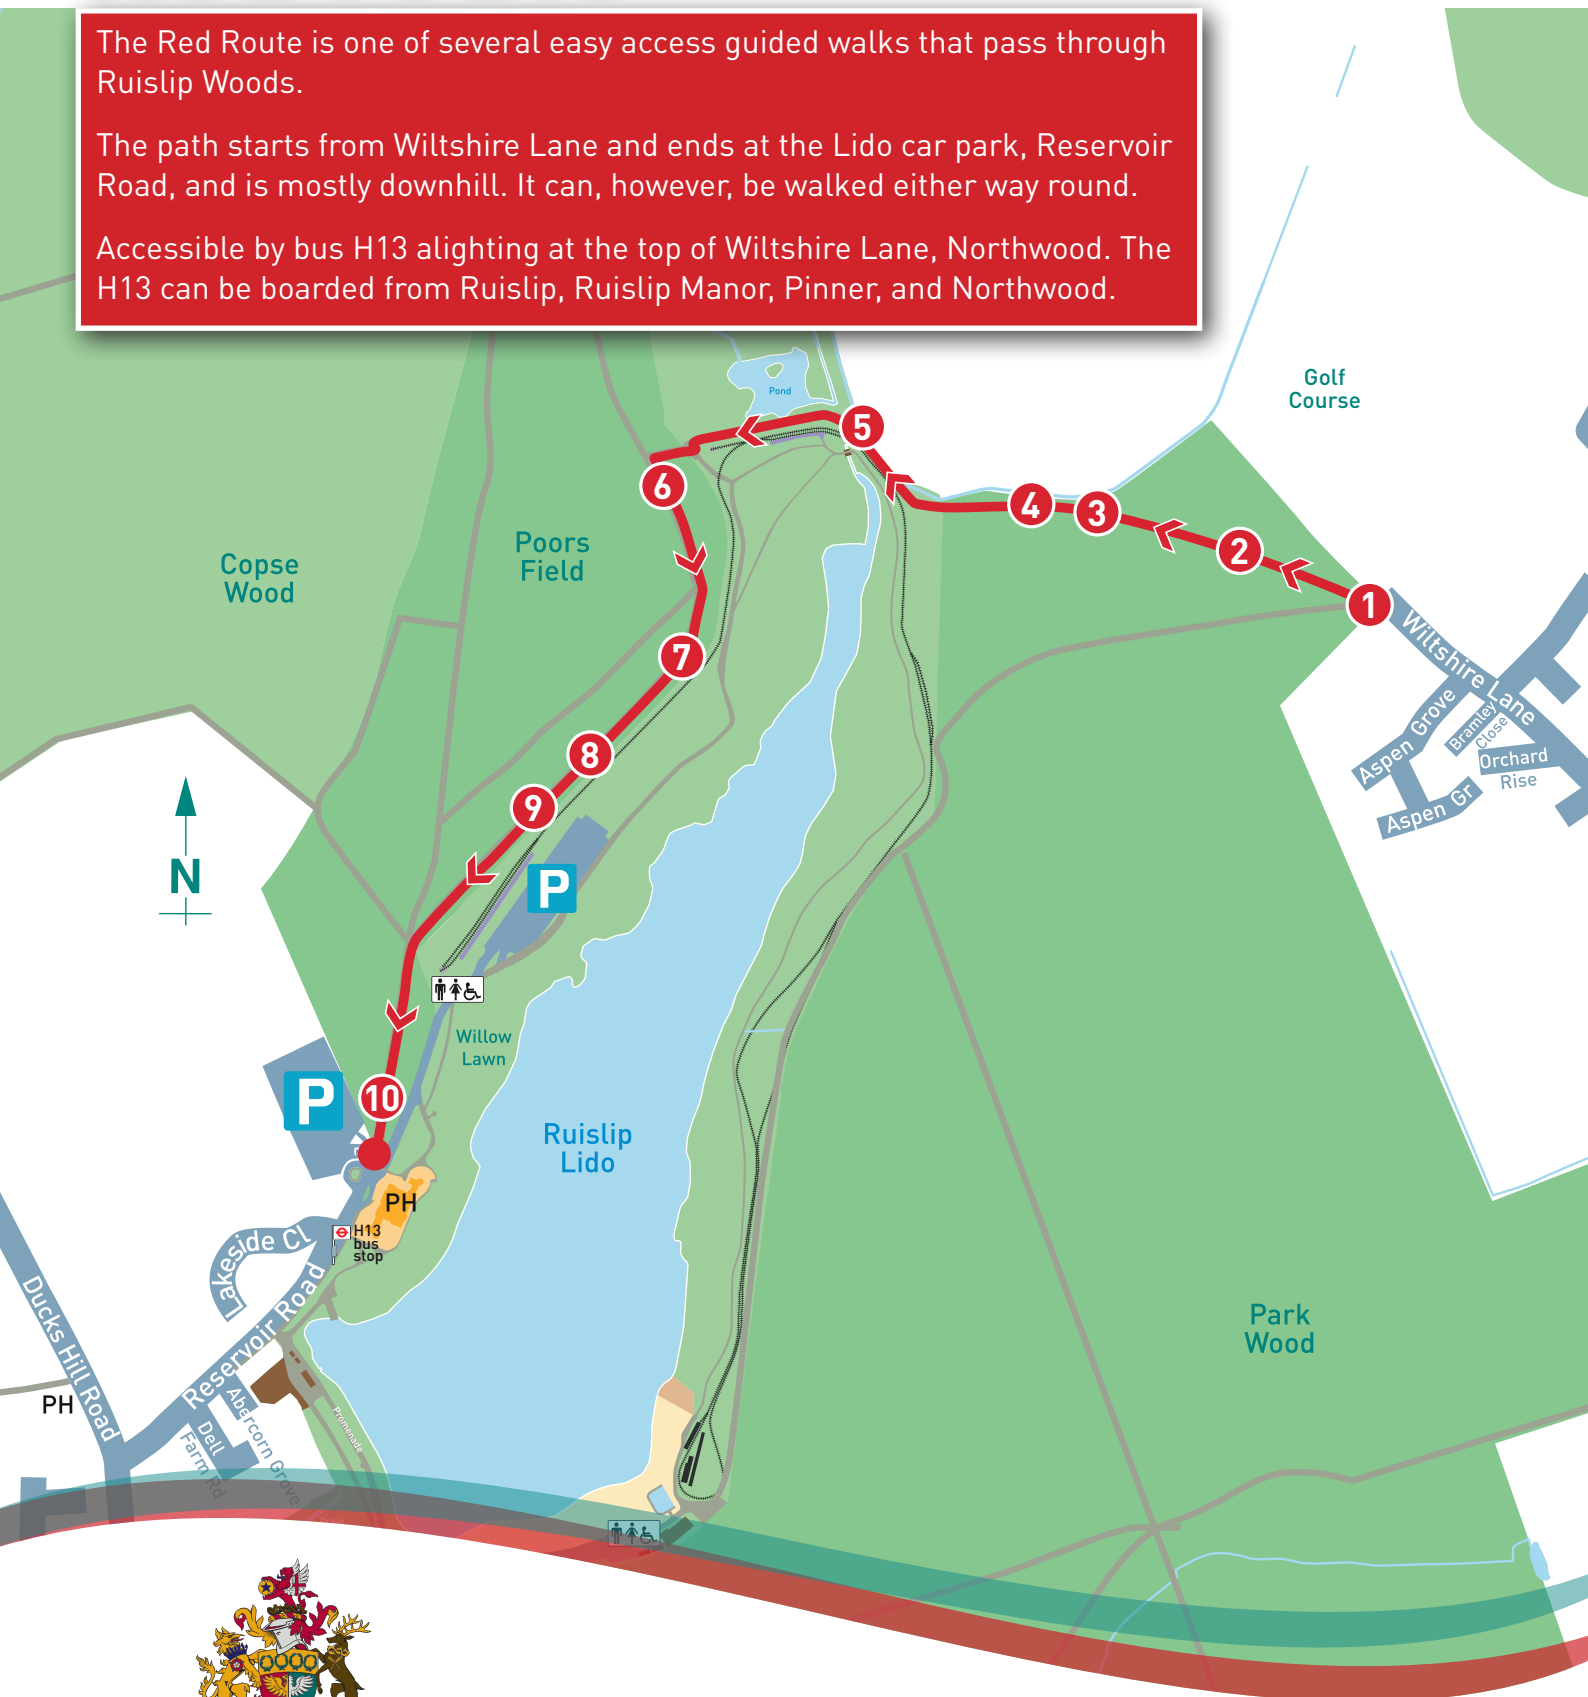 The Red Route is one of several easy access guided walks that pass through
Ruislip Woods.
The path starts from Wiltshire Lane and ends at the Lido car park, Reservoir
Road, and is mostly downhill. It can, however, be walked either way round.
Accessible by bus H13 alighting at the top of Wiltshire Lane, Northwood. The
H13 can be boarded from Ruislip, Ruislip Manor, Pinner, and Northwood.
Pond
Golf
Course
5
6
4
3
2
1
Poors
Field
Copse
Wood
7
Wiltshire Lane
Aspen Grove
Bramley
Close
Orchard
Rise
Aspen Gr
8
9
N
P
Willow
Lawn
P
10
Ruislip
Lido
PH
H13
bus
stop
Lakeside Cl
Reservoir Road
Ducks Hill Road
PH
Abercorn Grove
Dell
Farm Rd
Promenade
Park
Wood